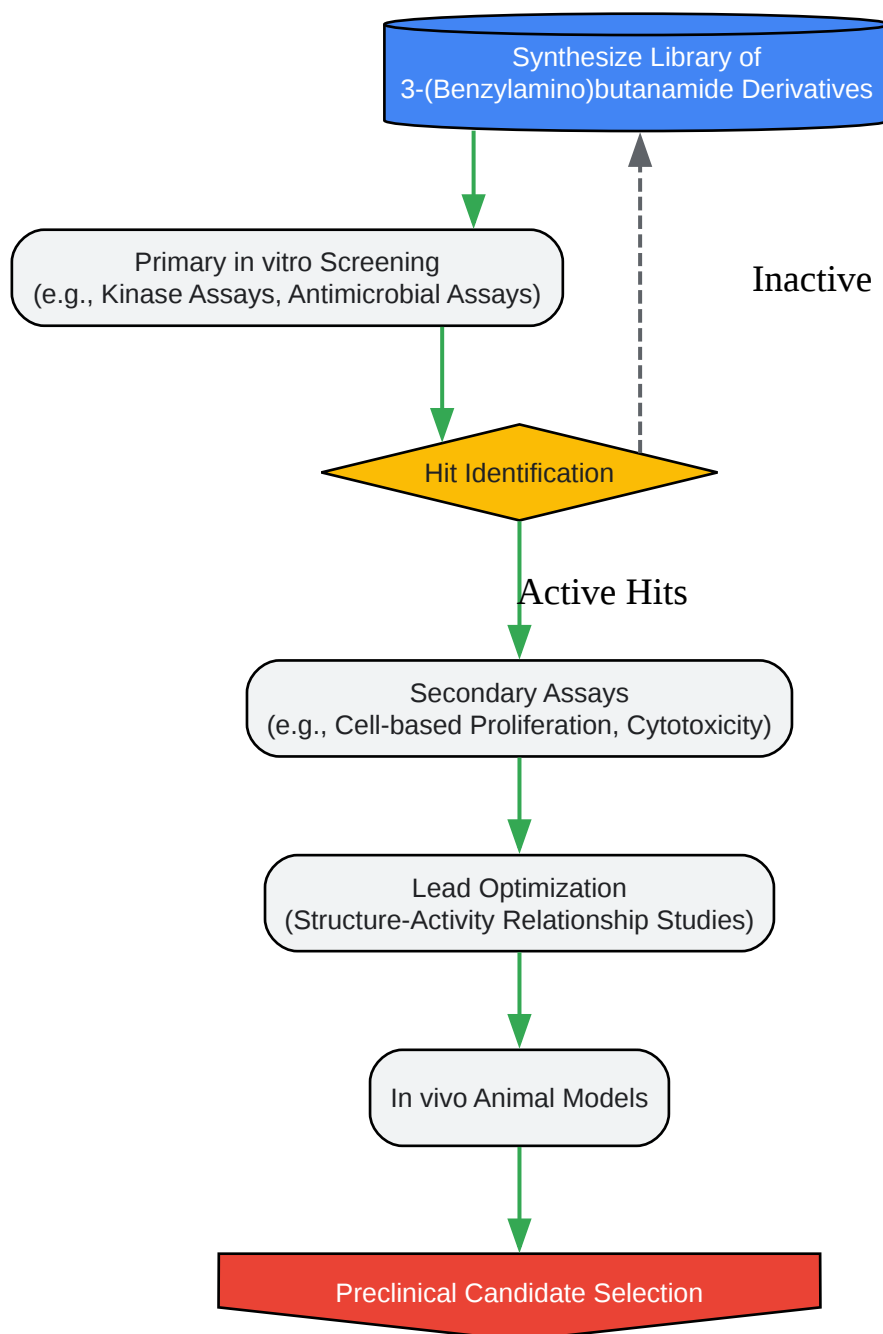 Synthesize Library of
3-(Benzylamino)butanamide Derivatives
Primary in vitro Screening
(e.g., Kinase Assays, Antimicrobial Assays)
Inactive
Hit Identification
Active Hits
Secondary Assays
(e.g., Cell-based Proliferation, Cytotoxicity)
Lead Optimization
(Structure-Activity Relationship Studies)
In vivo Animal Models
Preclinical Candidate Selection